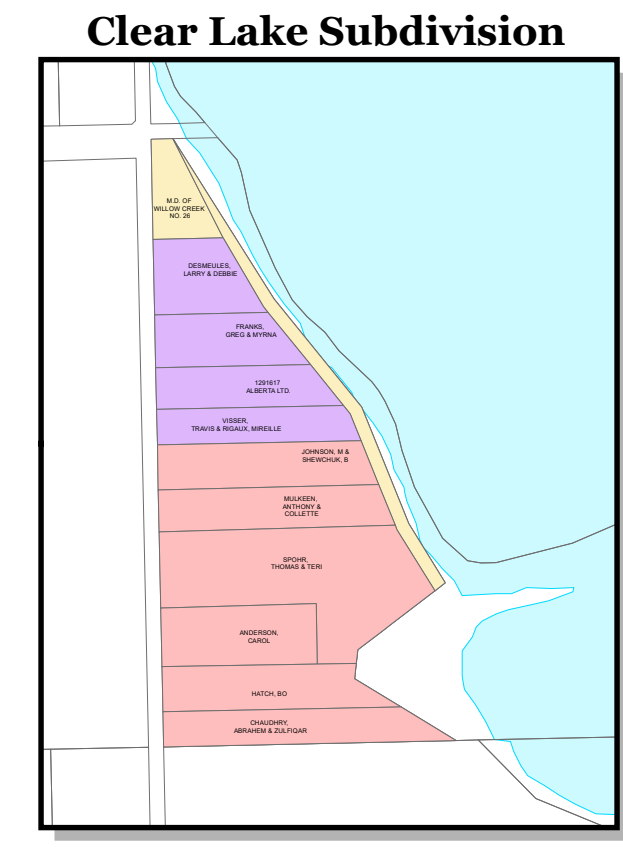 Clear Lake Subdivision
M.D. OF
WILLOW CREEK
NO. 26
DESMEULES,
LARRY & DEBBIE
FRANKS,
GREG & MYRNA
1291617
ALBERTA LTD.
VISSER,
TRAVIS & RIGAUX, MIREILLE
JOHNSON, M &
SHEWCHUK, B
MULKEEN,
ANTHONY &
COLLETTE
SPOHR,
THOMAS & TERI
ANDERSON,
CAROL
HATCH, BO
CHAUDHRY,
ABRAHEM & ZULFIQAR